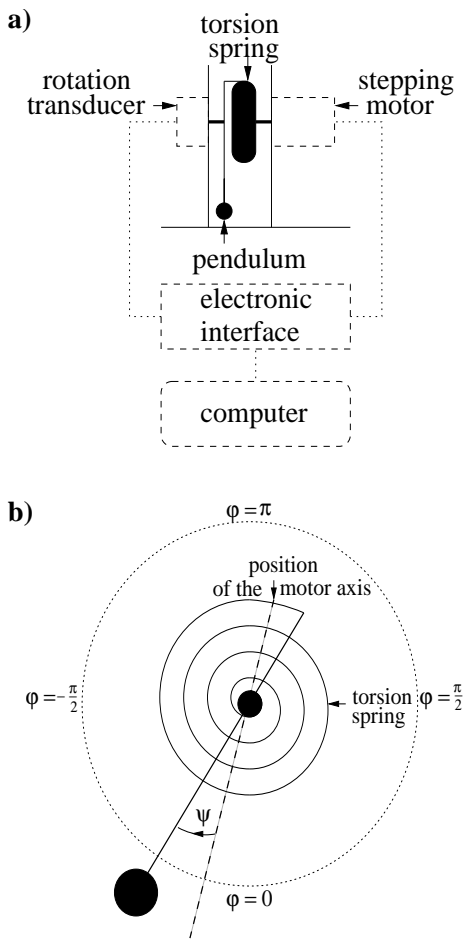 a)
torsion
spring
rotation
transducer
stepping
motor
pendulum
electronic
interface
computer
b)
φ = π
position
of the motor axis
φ = -π/2
torsion
spring
φ = π/2
ψ
φ = 0